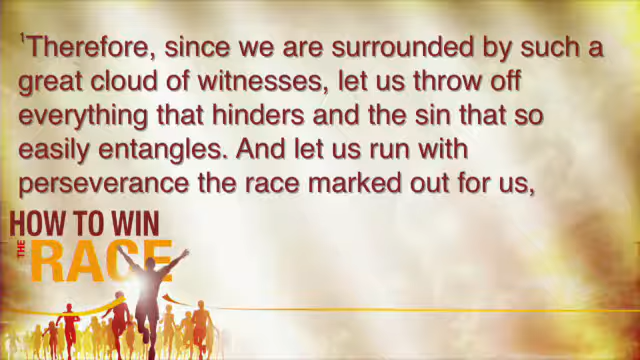 ¹Therefore, since we are surrounded by such a
great cloud of witnesses, let us throw off
everything that hinders and the sin that so
easily entangles. And let us run with
perseverance the race marked out for us,
HOW TO WIN
THE RACE